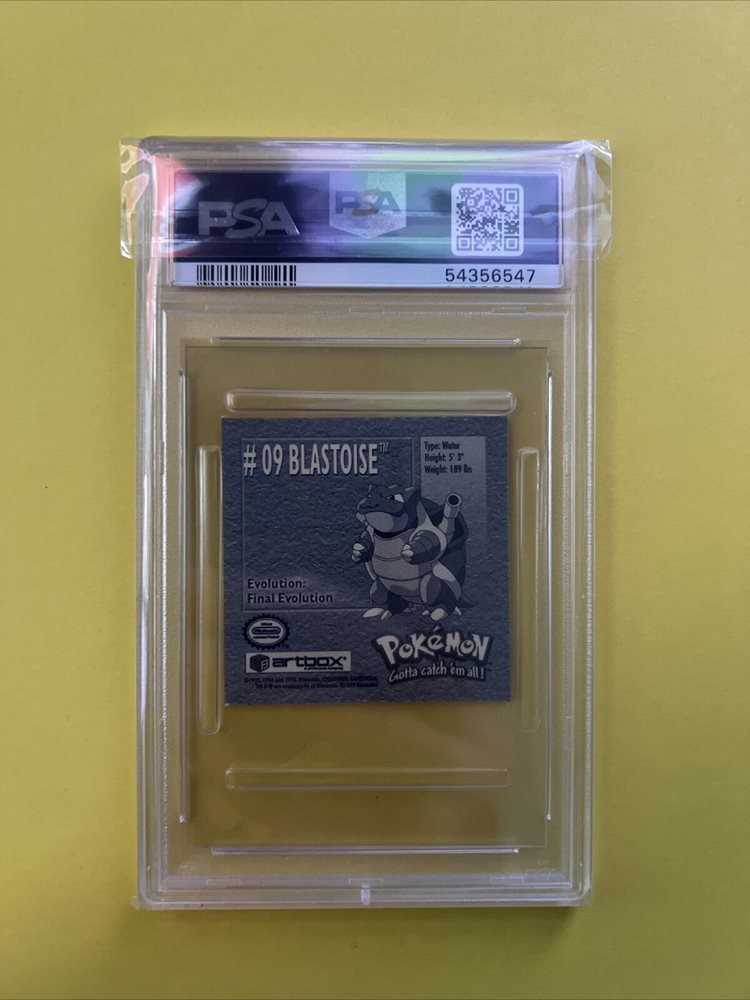 PSA
PSA
54356547
# 09 BLASTOISE™
Type: Water
Height: 5' 3"
Weight: 189 lbs
Evolution:
Final Evolution
Nintendo
artbox
POKéMON
Gotta catch 'em all!